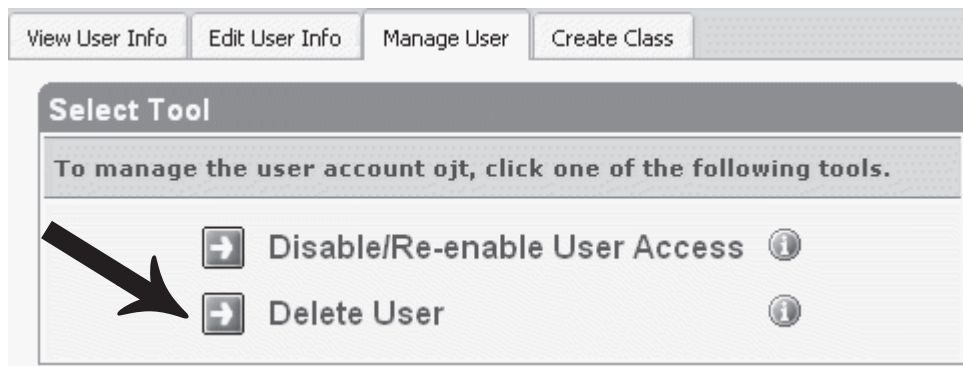 View User Info
Edit User Info
Manage User
Create Class
Select Tool
To manage the user account ojt, click one of the following tools.
Disable/Re-enable User Access
Delete User